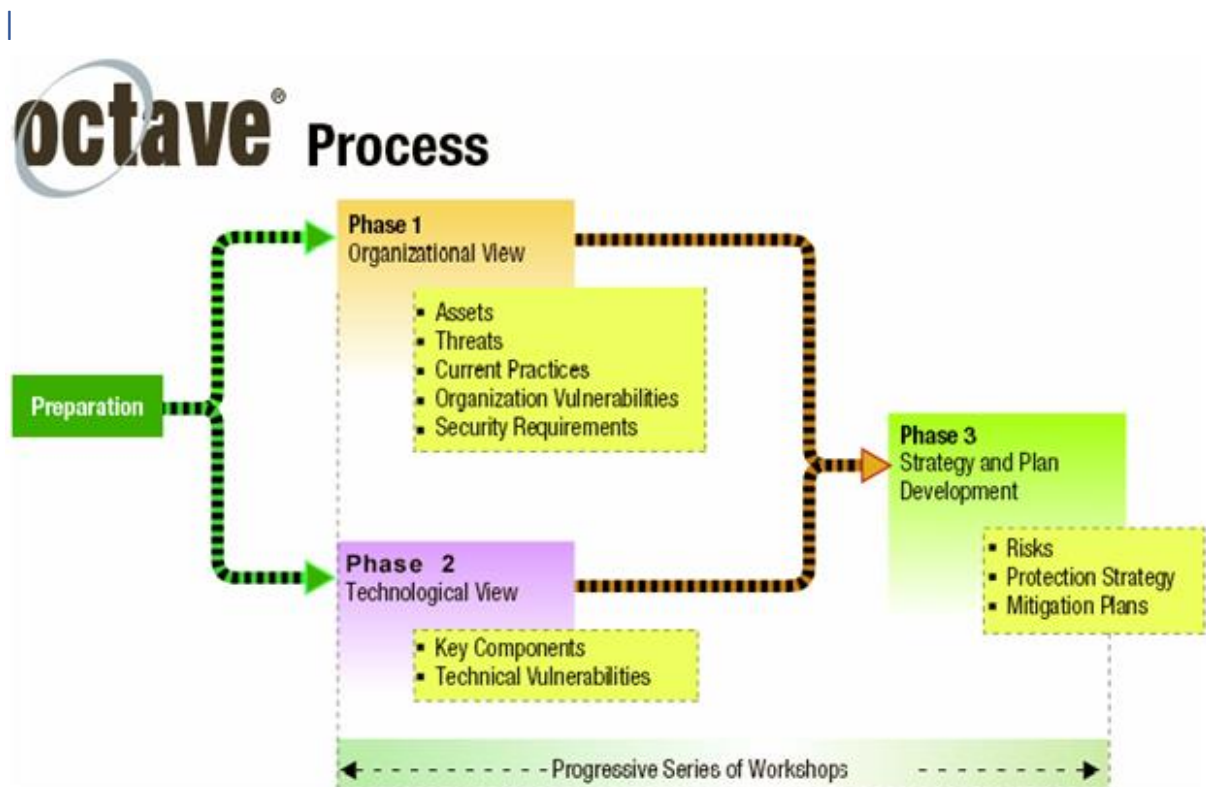 octave® Process
Phase 1
Organizational View
▪ Assets
▪ Threats
▪ Current Practices
▪ Organization Vulnerabilities
▪ Security Requirements
Preparation
Phase 3
Strategy and Plan
Development
▪ Risks
▪ Protection Strategy
▪ Mitigation Plans
Phase 2
Technological View
▪ Key Components
▪ Technical Vulnerabilities
Progressive Series of Workshops